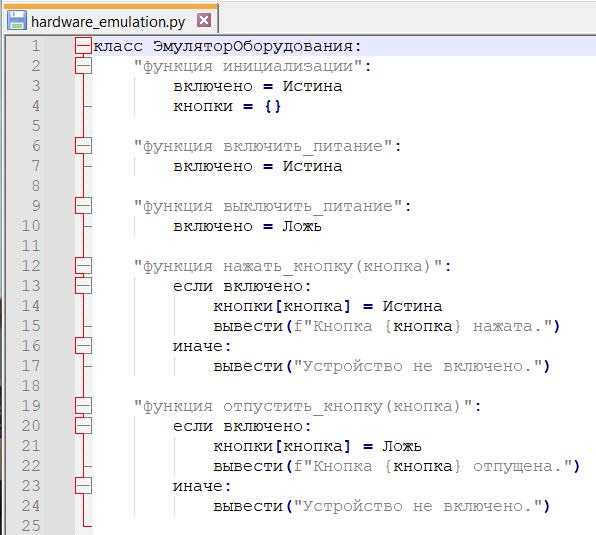 hardware_emulation.py
1 класс ЭмуляторОборудования:
2 "функция инициализации":
3 включено = Истина
4 кнопки = {}
5
6 "функция включить_питание":
7 включено = Истина
8
9 "функция выключить_питание":
10 включено = Ложь
11
12 "функция нажать_кнопку(кнопка)":
13 если включено:
14 кнопки[кнопка] = Истина
15 вывести(f"Кнопка {кнопка} нажата.")
16 иначе:
17 вывести("Устройство не включено.")
18
19 "функция отпустить_кнопку(кнопка)":
20 если включено:
21 кнопки[кнопка] = Ложь
22 вывести(f"Кнопка {кнопка} отпущена.")
23 иначе:
24 вывести("Устройство не включено.")
25